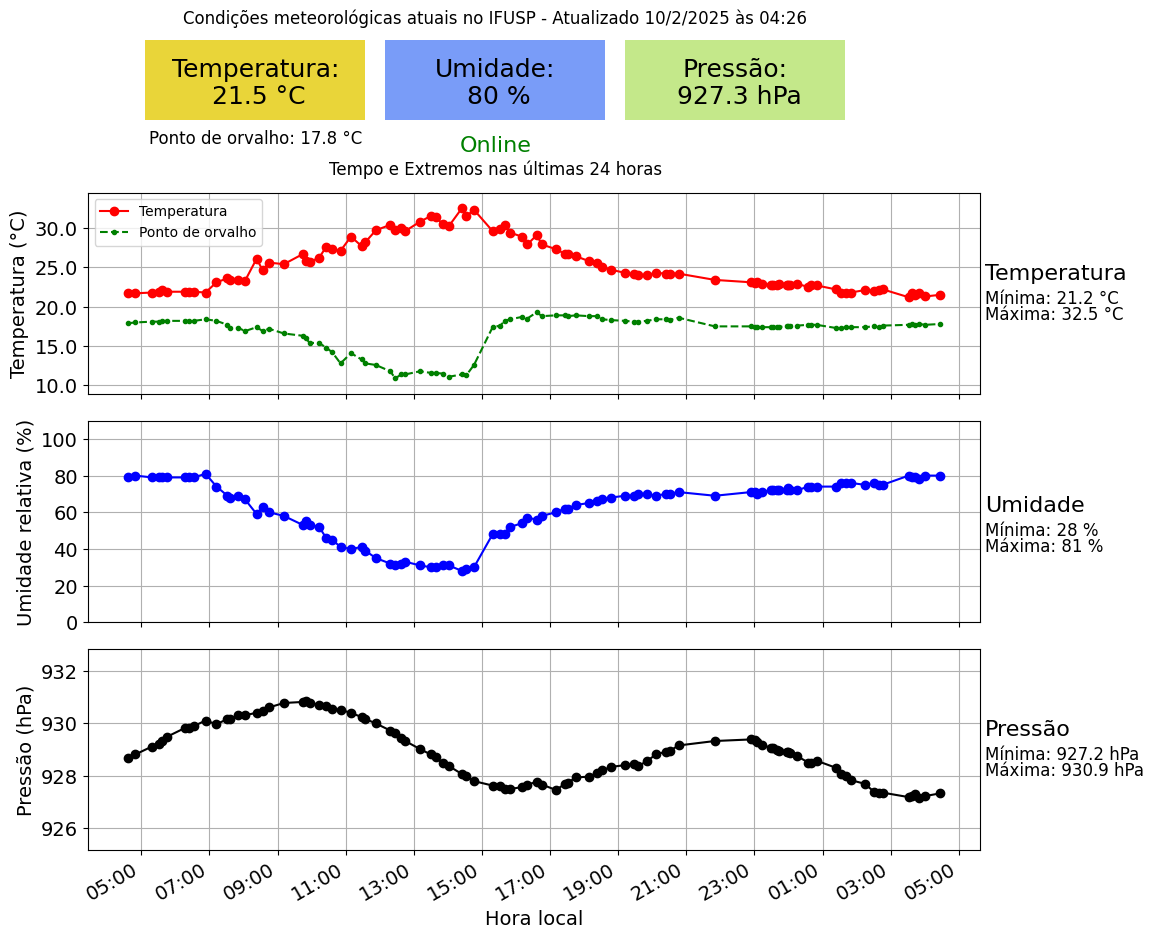 Condições meteorológicas atuais no IFUSP - Atualizado 10/2/2025 às 04:26
Temperatura:
21.5 °C
Umidade:
80 %
Pressão:
927.3 hPa
Ponto de orvalho: 17.8 °C
Online
Tempo e Extremos nas últimas 24 horas
Temperatura (°C)
30.0
25.0
20.0
15.0
10.0
Temperatura
Ponto de orvalho
Temperatura
Mínima: 21.2 °C
Máxima: 32.5 °C
Umidade relativa (%)
100
80
60
40
20
0
Umidade
Mínima: 28 %
Máxima: 81 %
Pressão (hPa)
932
930
928
926
Pressão
Mínima: 927.2 hPa
Máxima: 930.9 hPa
05:00
07:00
09:00
11:00
13:00
15:00
17:00
19:00
21:00
23:00
01:00
03:00
05:00
Hora local